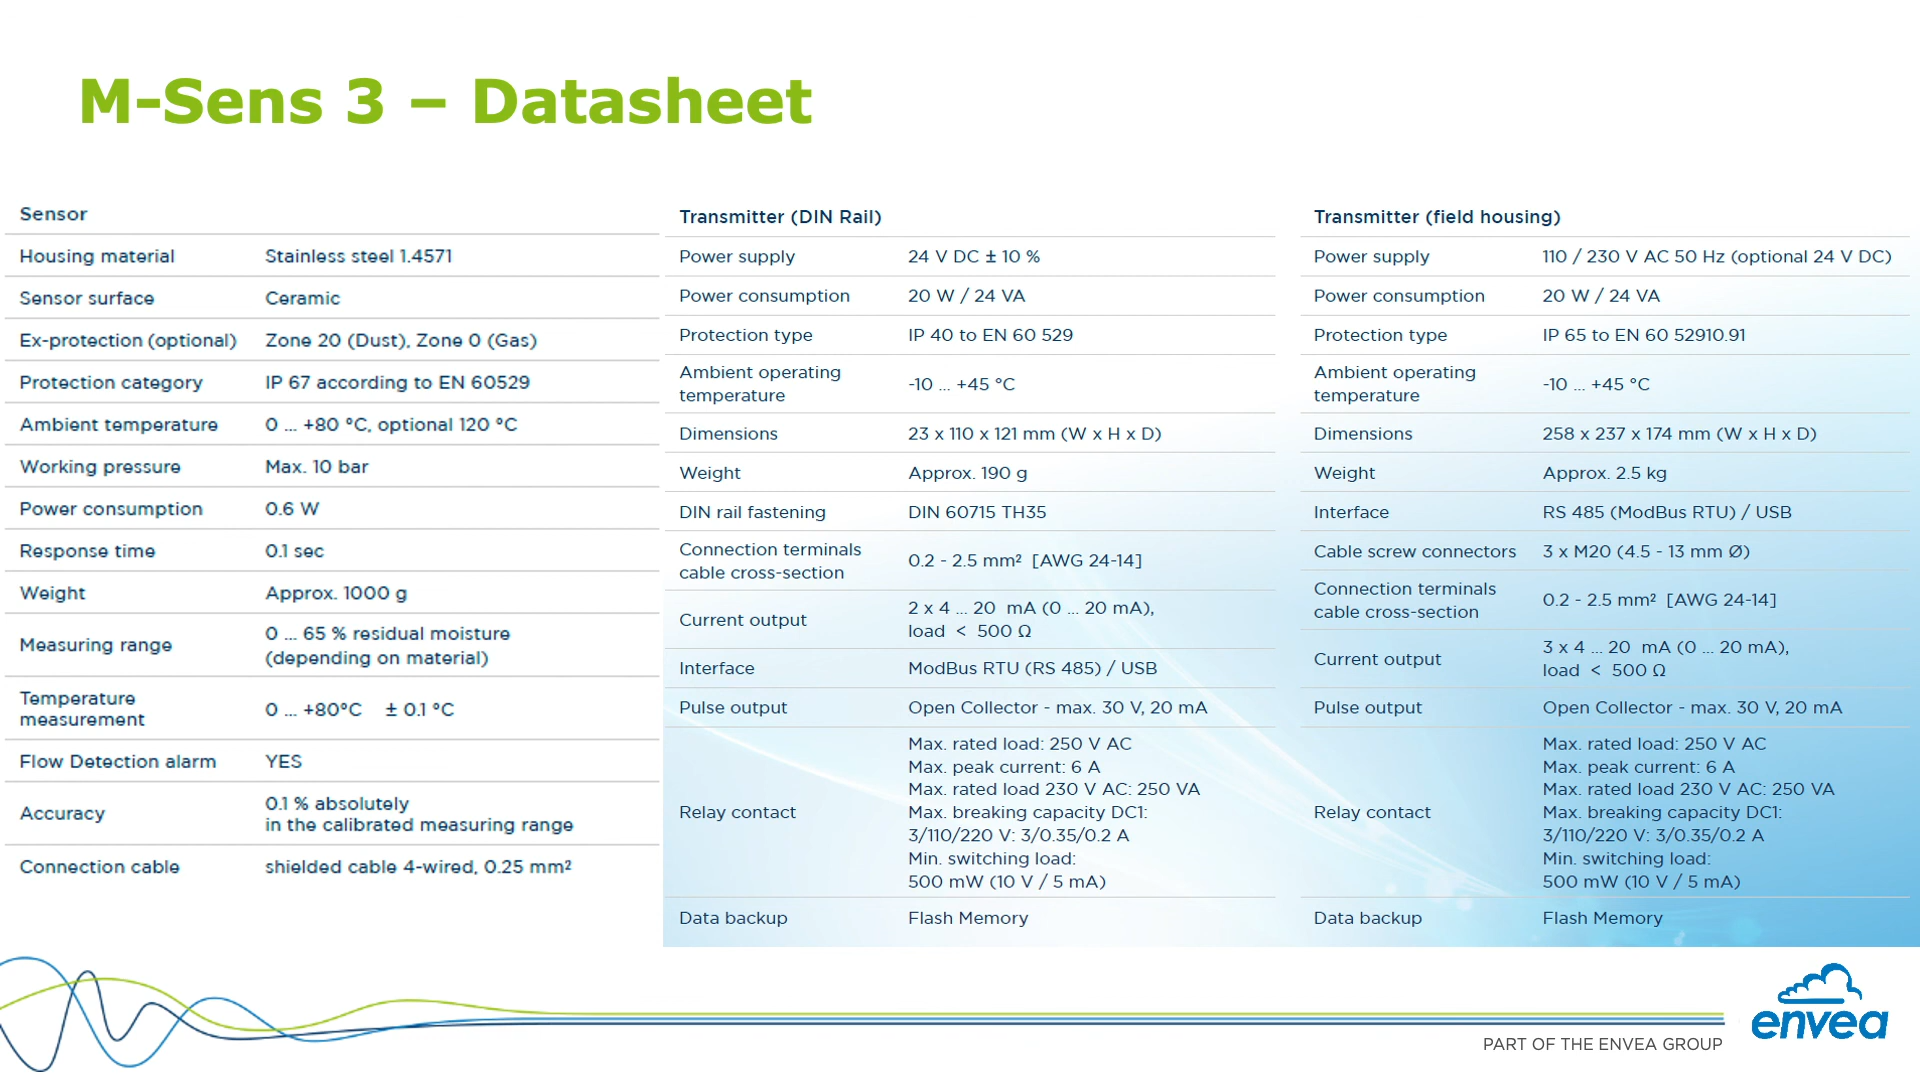 M-Sens 3 – Datasheet
Sensor
Housing material Stainless steel 1.4571
Sensor surface Ceramic
Ex-protection (optional) Zone 20 (Dust), Zone 0 (Gas)
Protection category IP 67 according to EN 60529
Ambient temperature 0 ... +80 °C, optional 120 °C
Working pressure Max. 10 bar
Power consumption 0.6 W
Response time 0.1 sec
Weight Approx. 1000 g
Measuring range 0 ... 65 % residual moisture
(depending on material)
Temperature
measurement 0 ... +80°C ± 0.1 °C
Flow Detection alarm YES
Accuracy 0.1 % absolutely
in the calibrated measuring range
Connection cable shielded cable 4-wired, 0.25 mm²
Transmitter (DIN Rail)
Power supply 24 V DC ± 10 %
Power consumption 20 W / 24 VA
Protection type IP 40 to EN 60 529
Ambient operating
temperature -10 ... +45 °C
Dimensions 23 x 110 x 121 mm (W x H x D)
Weight Approx. 190 g
DIN rail fastening DIN 60715 TH35
Connection terminals
cable cross-section 0.2 - 2.5 mm² [AWG 24-14]
Current output 2 x 4 ... 20 mA (0 ... 20 mA),
load < 500 Ω
Interface ModBus RTU (RS 485) / USB
Pulse output Open Collector - max. 30 V, 20 mA
Relay contact Max. rated load: 250 V AC
Max. peak current: 6 A
Max. rated load 230 V AC: 250 VA
Max. breaking capacity DC1:
3/110/220 V: 3/0.35/0.2 A
Min. switching load:
500 mW (10 V / 5 mA)
Data backup Flash Memory
Transmitter (field housing)
Power supply 110 / 230 V AC 50 Hz (optional 24 V DC)
Power consumption 20 W / 24 VA
Protection type IP 65 to EN 60 52910.91
Ambient operating
temperature -10 ... +45 °C
Dimensions 258 x 237 x 174 mm (W x H x D)
Weight Approx. 2.5 kg
Interface RS 485 (ModBus RTU) / USB
Cable screw connectors 3 x M20 (4.5 - 13 mm Ø)
Connection terminals
cable cross-section 0.2 - 2.5 mm² [AWG 24-14]
Current output 3 x 4 ... 20 mA (0 ... 20 mA),
load < 500 Ω
Pulse output Open Collector - max. 30 V, 20 mA
Relay contact Max. rated load: 250 V AC
Max. peak current: 6 A
Max. rated load 230 V AC: 250 VA
Max. breaking capacity DC1:
3/110/220 V: 3/0.35/0.2 A
Min. switching load:
500 mW (10 V / 5 mA)
Data backup Flash Memory
envea
PART OF THE ENVEA GROUP